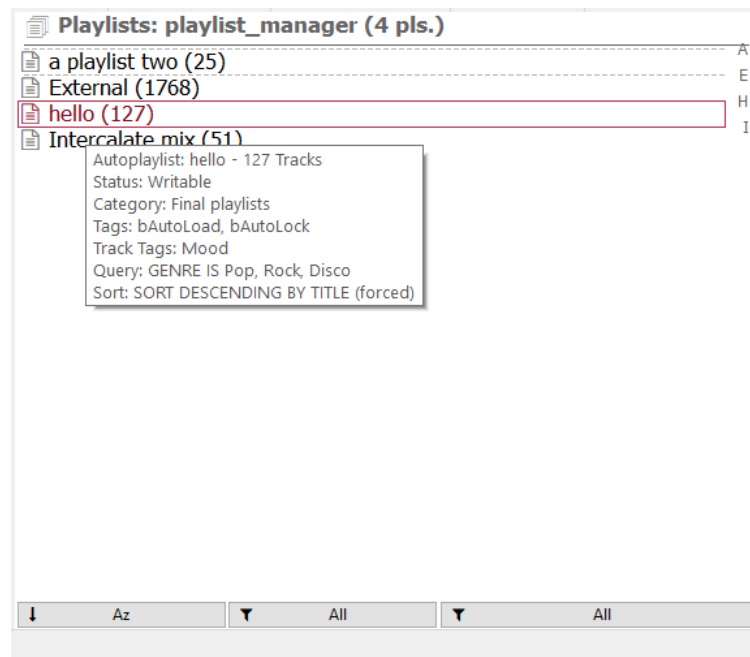 Playlists: playlist_manager (4 pls.)
a playlist two (25)
External (1768)
hello (127)
Intercalate mix (51)
A
E
H
I
Autoplaylist: hello - 127 Tracks
Status: Writable
Category: Final playlists
Tags: bAutoLoad, bAutoLock
Track Tags: Mood
Query: GENRE IS Pop, Rock, Disco
Sort: SORT DESCENDING BY TITLE (forced)
Az
All
All